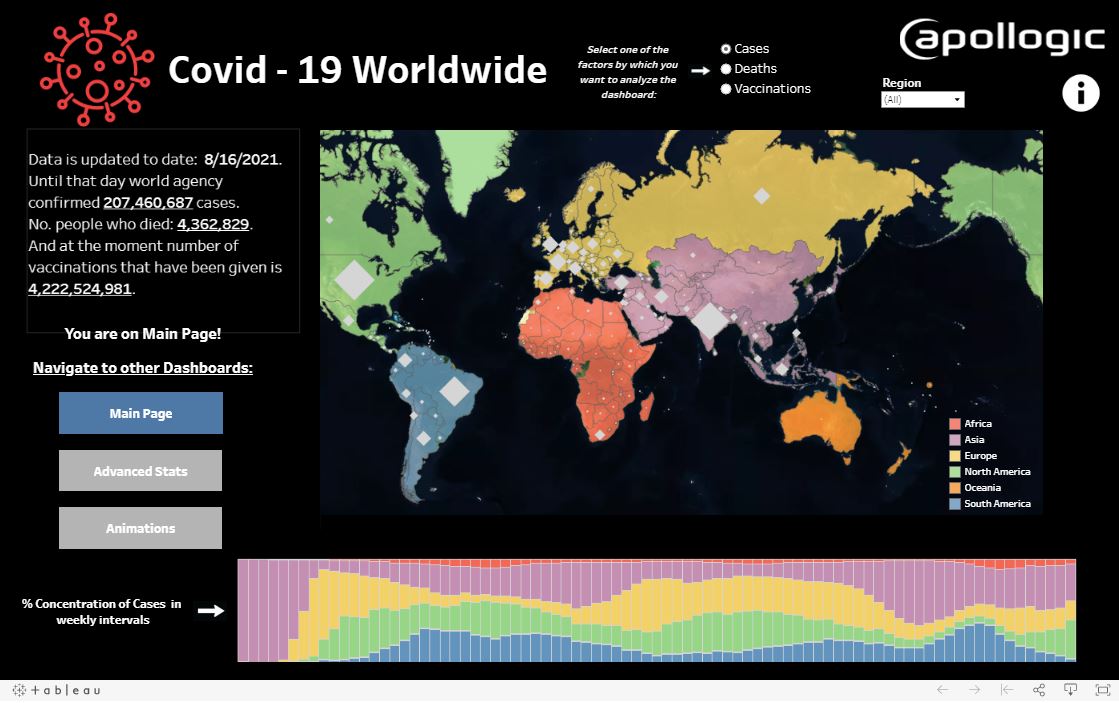 Covid - 19 Worldwide
Select one of the
factors by which you
want to analyze the
dashboard:
Cases
Deaths
Vaccinations
apollogic
Region
(All)
i
Data is updated to date: 8/16/2021.
Until that day world agency
confirmed 207,460,687 cases.
No. people who died: 4,362,829.
And at the moment number of
vaccinations that have been given is
4,222,524,981.
You are on Main Page!
Navigate to other Dashboards:
Main Page
Advanced Stats
Animations
Africa
Asia
Europe
North America
Oceania
South America
% Concentration of Cases in
weekly intervals
+ableau